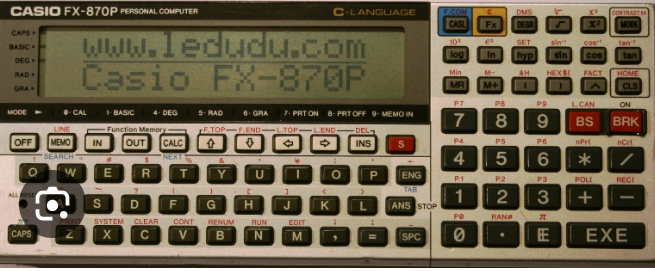 CASIO FX-870P PERSONAL COMPUTER C-LANGUAGE
CAPS
BASIC
DEG
RAD
GRA
www.ledudu.com
Casio FX-870P
MODE 0·CAL 1·BASIC 4·DEG 5·RAD 6·GRA 7·PRT ON 8·PRT OFF 9·MEMO IN
LINE Function Memory F.TOP F.END L.TOP L.END DEL
OFF MEMO IN OUT CALC ⇧ ⇩ ⇦ ⇨ INS S
SEARCH NEXT
Q W E R T Y U I O P ENG
TAB
S D F G H J K L ANS STOP
PRINT SYSTEM CLEAR CONT RENUM RUN EDIT
CAPS Z X C V B N M , = SPC
F.COM C DMS X³ CONTRAST
CASL Fx DEGR √ X² MODE
10ˣ eˣ SET sin⁻¹ cos⁻¹ tan⁻¹
log ln hyp sin cos tan
Min M- &H HEX$( FACT HOME
MR M+ ( ) ^ CLS
P7 P8 P9 L.CAN ON
7 8 9 BS BRK
P4 P5 P6 nPr( nCr(
4 5 6 * /
P1 P2 P3 POL( REC(
1 2 3 + −
P0 RAN# π
0 · EXE